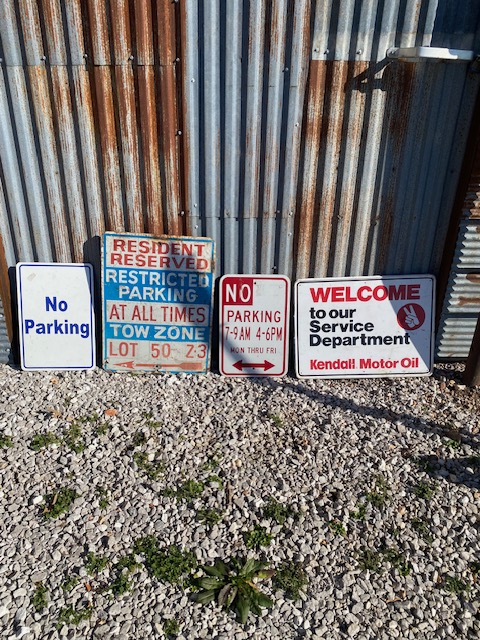 No
Parking
RESIDENT
RESERVED
RESTRICTED
PARKING
AT ALL TIMES
TOW ZONE
LOT 50 Z3
NO
PARKING
7-9AM 4-6PM
MON THRU FRI
WELCOME
to our
Service
Department
Kendall Motor Oil